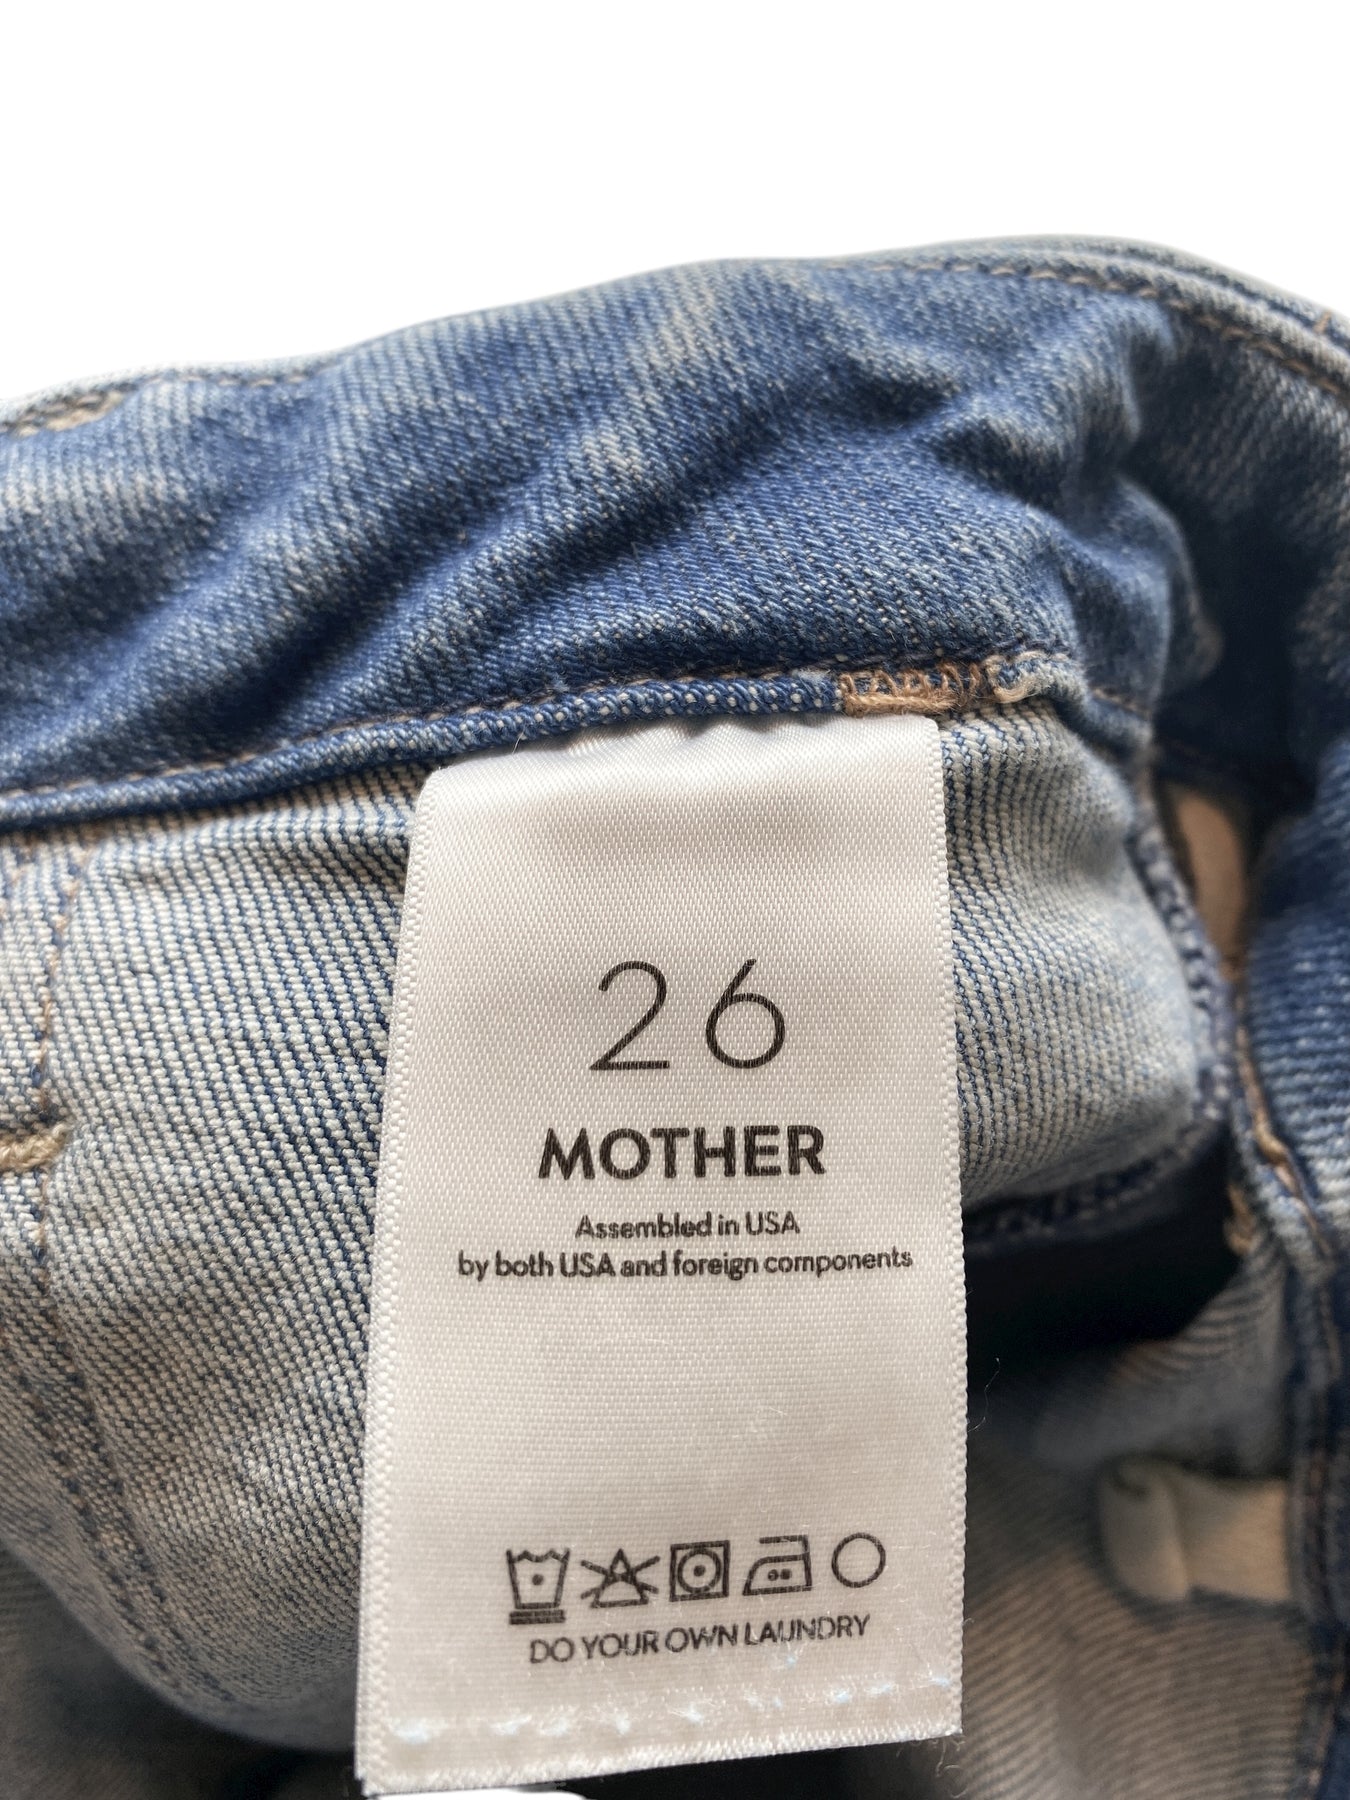 26
MOTHER
Assembled in USA
by both USA and foreign components
DO YOUR OWN LAUNDRY